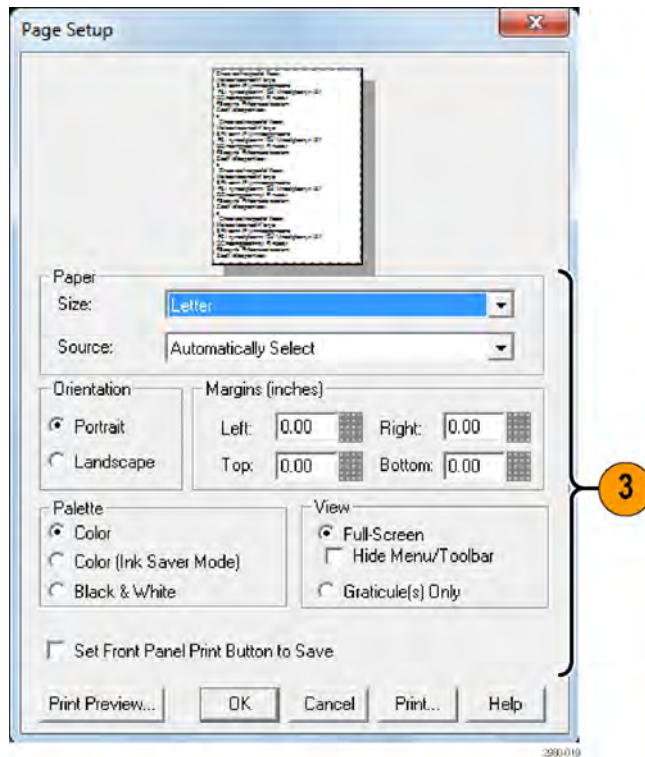 Page Setup
Paper
Size: Letter
Source: Automatically Select
Orientation Margins (inches)
Portrait Left: 0.00 Right: 0.00
Landscape Top: 0.00 Bottom: 0.00
3
Palette View
Color Full-Screen
Color (Ink Saver Mode) Hide Menu/Toolbar
Black & White Graticule(s) Only
Set Front Panel Print Button to Save
Print Preview... OK Cancel Print... Help
2980-019